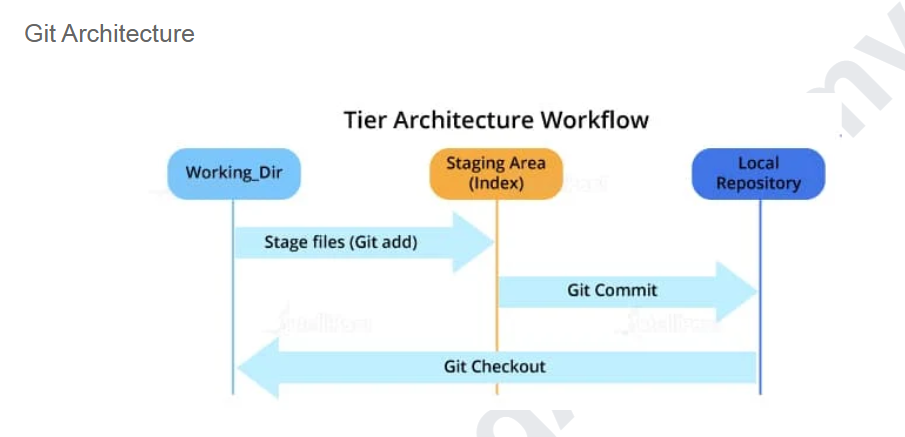 Git Architecture
Tier Architecture Workflow
Working_Dir
Staging Area
(Index)
Local
Repository
Stage files (Git add)
Git Commit
Git Checkout